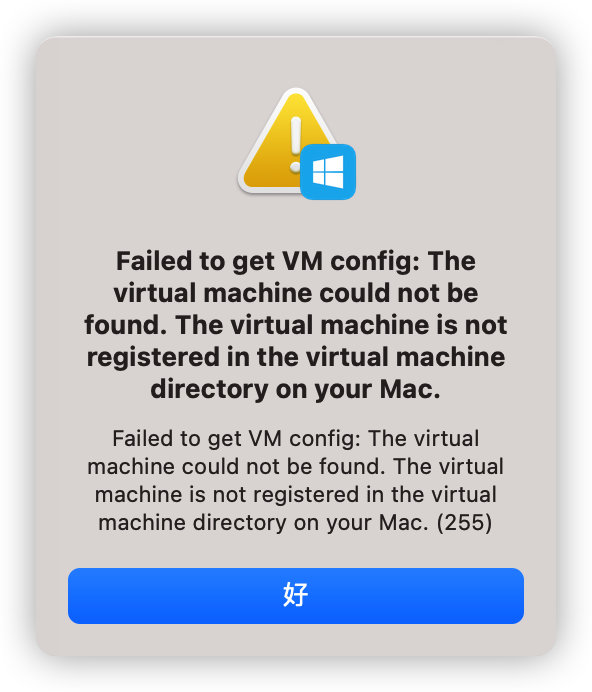 Failed to get VM config: The
virtual machine could not be
found. The virtual machine is not
registered in the virtual machine
directory on your Mac.
Failed to get VM config: The virtual
machine could not be found. The virtual
machine is not registered in the virtual
machine directory on your Mac. (255)
好